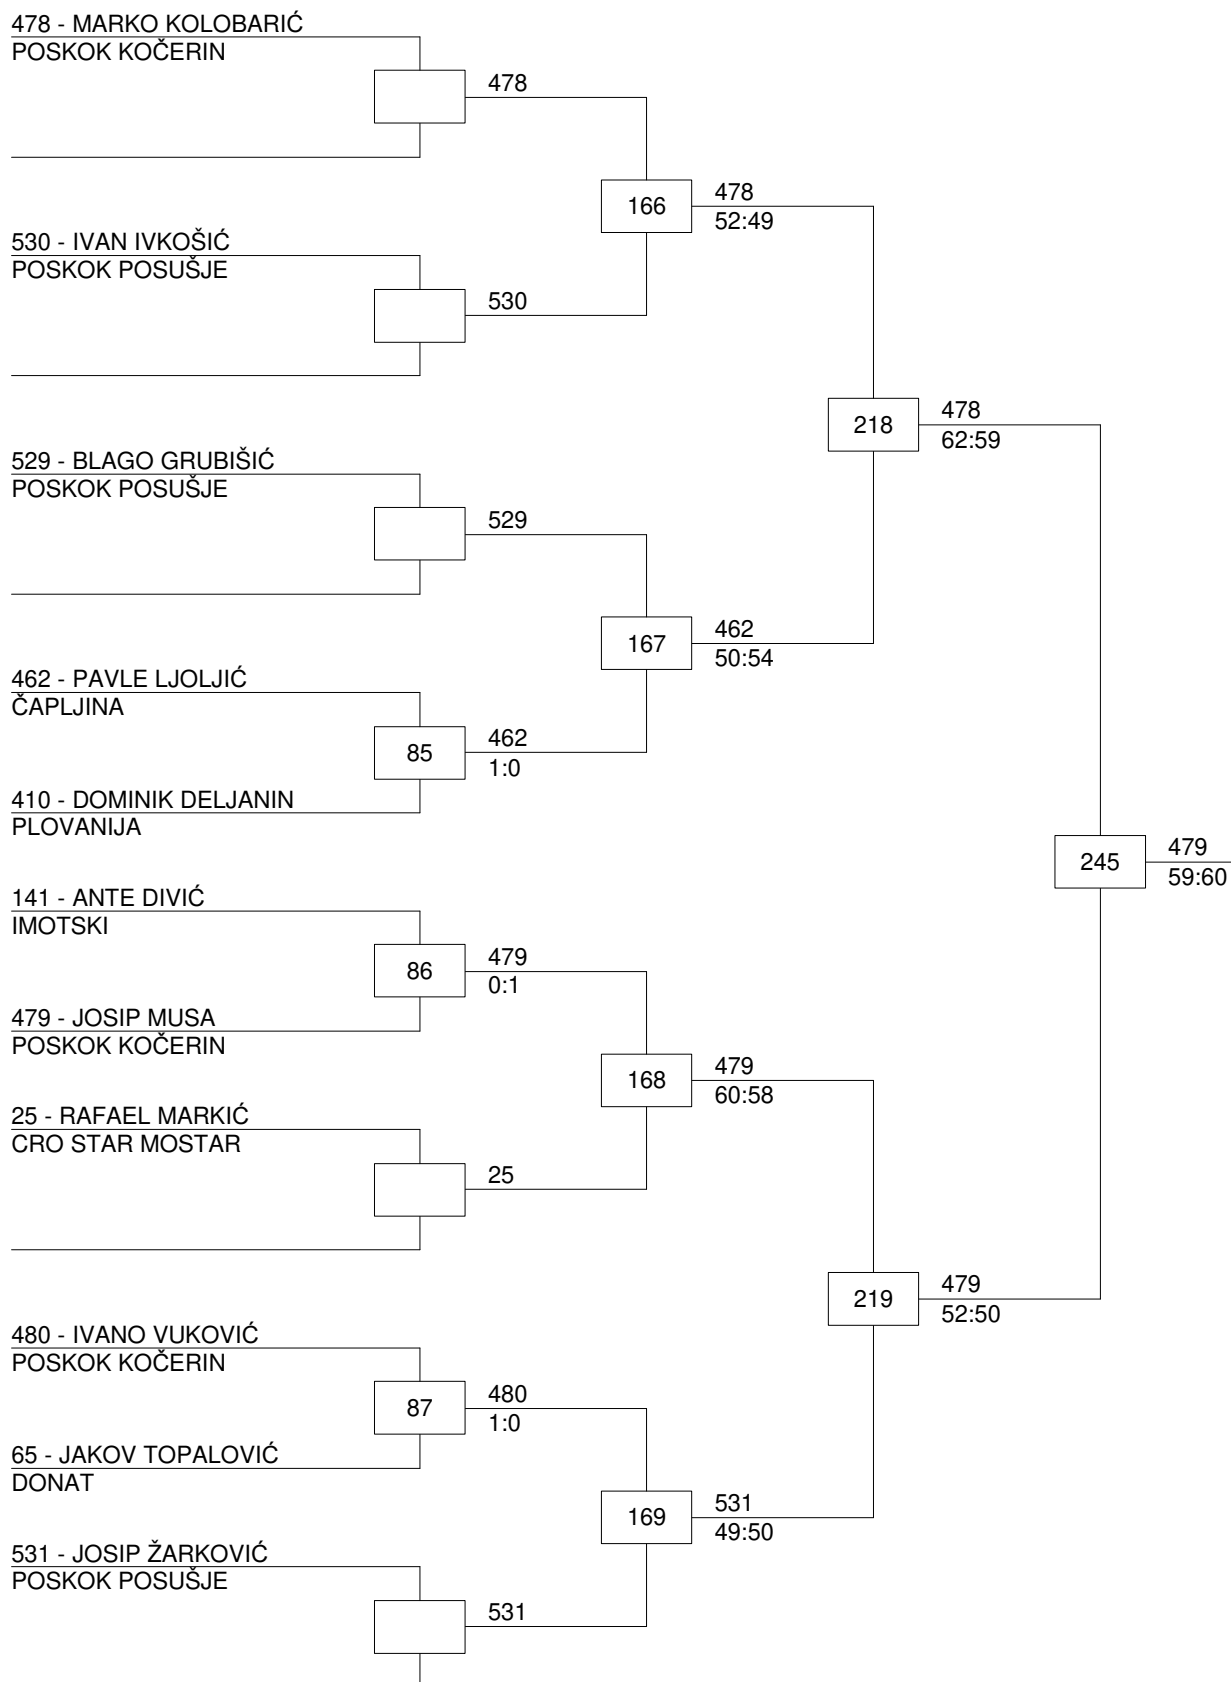 478 - MARKO KOLOBARIĆ
POSKOK KOČERIN
478
166
478
52:49
530 - IVAN IVKOŠIĆ
POSKOK POSUŠJE
530
218
478
62:59
529 - BLAGO GRUBIŠIĆ
POSKOK POSUŠJE
529
167
462
50:54
462 - PAVLE LJOLJIĆ
ČAPLJINA
85
462
1:0
410 - DOMINIK DELJANIN
PLOVANIJA
245
479
59:60
141 - ANTE DIVIĆ
IMOTSKI
86
479
0:1
479 - JOSIP MUSA
POSKOK KOČERIN
168
479
60:58
25 - RAFAEL MARKIĆ
CRO STAR MOSTAR
25
219
479
52:50
480 - IVANO VUKOVIĆ
POSKOK KOČERIN
87
480
1:0
65 - JAKOV TOPALOVIĆ
DONAT
169
531
49:50
531 - JOSIP ŽARKOVIĆ
POSKOK POSUŠJE
531